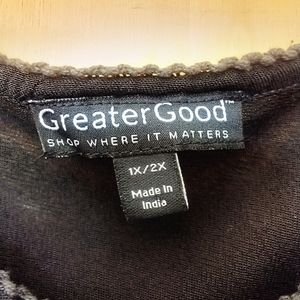 GreaterGood™
SHOP WHERE IT MATTERS
1X/2X
Made In
India